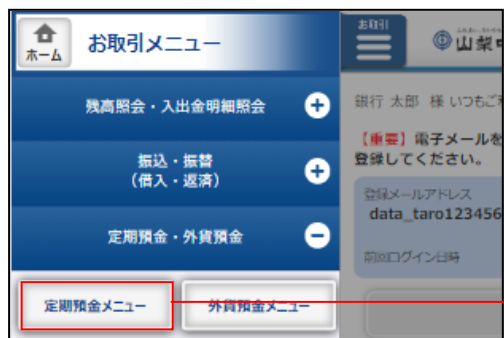 ホーム
お取引メニュー
残高照会・入出金明細照会
振込・振替
（借入・返済）
定期預金・外貨預金
定期預金メニュー
外貨預金メニュー
お取引
山梨
銀行 太郎 様 いつもご
【重要】電子メールを
登録してください。
登録メールアドレス
data_taro123456
前回ログイン日時